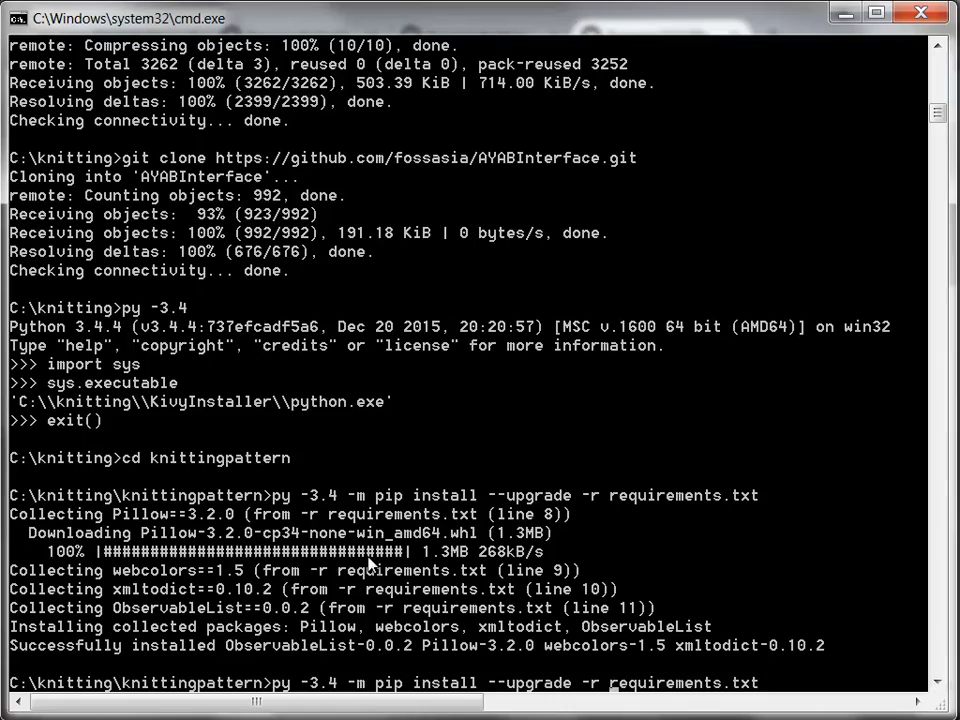 C:\Windows\system32\cmd.exe
remote: Compressing objects: 100% (10/10), done.
remote: Total 3262 (delta 3), reused 0 (delta 0), pack-reused 3252
Receiving objects: 100% (3262/3262), 503.39 KiB | 714.00 KiB/s, done.
Resolving deltas: 100% (2399/2399), done.
Checking connectivity... done.
C:\knitting>git clone https://github.com/fossasia/AYABInterface.git
Cloning into 'AYABInterface'...
remote: Counting objects: 992, done.
Receiving objects:  93% (923/992)
Receiving objects: 100% (992/992), 191.18 KiB | 0 bytes/s, done.
Resolving deltas: 100% (676/676), done.
Checking connectivity... done.
C:\knitting>py -3.4
Python 3.4.4 (v3.4.4:737efcadf5a6, Dec 20 2015, 20:20:57) [MSC v.1600 64 bit (AMD64)] on win32
Type "help", "copyright", "credits" or "license" for more information.
>>> import sys
>>> sys.executable
'C:\\knitting\\KivyInstaller\\python.exe'
>>> exit()
C:\knitting>cd knittingpattern
C:\knitting\knittingpattern>py -3.4 -m pip install --upgrade -r requirements.txt
Collecting Pillow==3.2.0 (from -r requirements.txt (line 8))
  Downloading Pillow-3.2.0-cp34-none-win_amd64.whl (1.3MB)
    100% |################################| 1.3MB 268kB/s
Collecting webcolors==1.5 (from -r requirements.txt (line 9))
Collecting xmltodict==0.10.2 (from -r requirements.txt (line 10))
Collecting ObservableList==0.0.2 (from -r requirements.txt (line 11))
Installing collected packages: Pillow, webcolors, xmltodict, ObservableList
Successfully installed ObservableList-0.0.2 Pillow-3.2.0 webcolors-1.5 xmltodict-0.10.2
C:\knitting\knittingpattern>py -3.4 -m pip install --upgrade -r requirements.txt